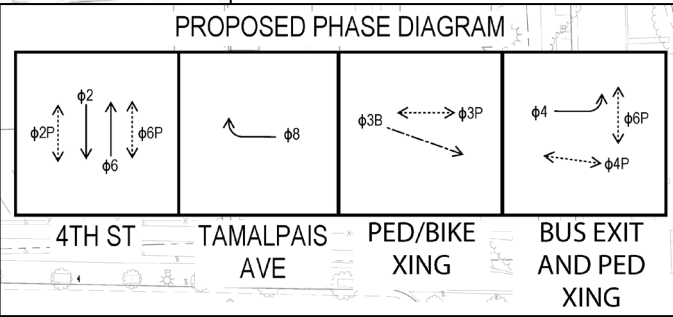 PROPOSED PHASE DIAGRAM
ϕ2
ϕ2P
ϕ6P
ϕ6
ϕ8
ϕ3B
ϕ3P
ϕ4
ϕ6P
ϕ4P
4TH ST
TAMALPAIS
AVE
PED/BIKE
XING
BUS EXIT
AND PED
XING